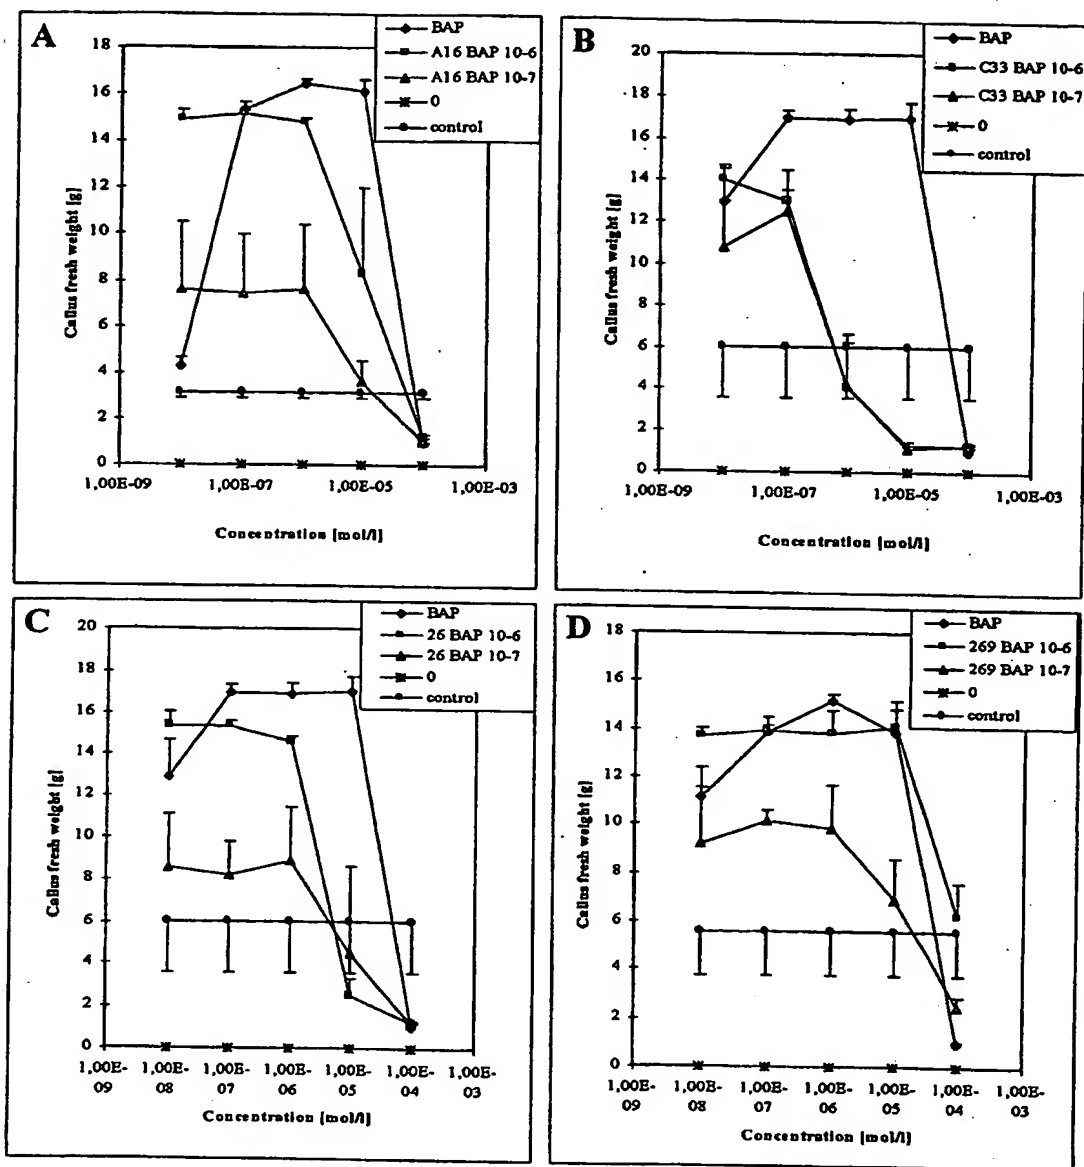 A
BAP
A16 BAP 10-6
A16 BAP 10-7
0
control
18
16
14
12
10
8
6
4
2
0
Callus fresh weight [g]
1,00E-09
1,00E-07
1,00E-05
1,00E-03
Concentration [mol/l]
B
BAP
C33 BAP 10-6
C33 BAP 10-7
0
control
20
18
16
14
12
10
8
6
4
2
0
Callus fresh weight [g]
1,00E-09
1,00E-07
1,00E-05
1,00E-03
Concentration [mol/l]
C
BAP
26 BAP 10-6
26 BAP 10-7
0
control
20
18
16
14
12
10
8
6
4
2
0
Callus fresh weight [g]
1,00E- 1,00E- 1,00E- 1,00E- 1,00E- 1,00E- 1,00E-
09 08 07 06 05 04 03
Concentration [mol/l]
D
BAP
269 BAP 10-6
269 BAP 10-7
0
control
18
16
14
12
10
8
6
4
2
0
Callus fresh weight [g]
1,00E- 1,00E- 1,00E- 1,00E- 1,00E- 1,00E- 1,00E-
09 08 07 06 05 04 03
Concentration [mol/l]